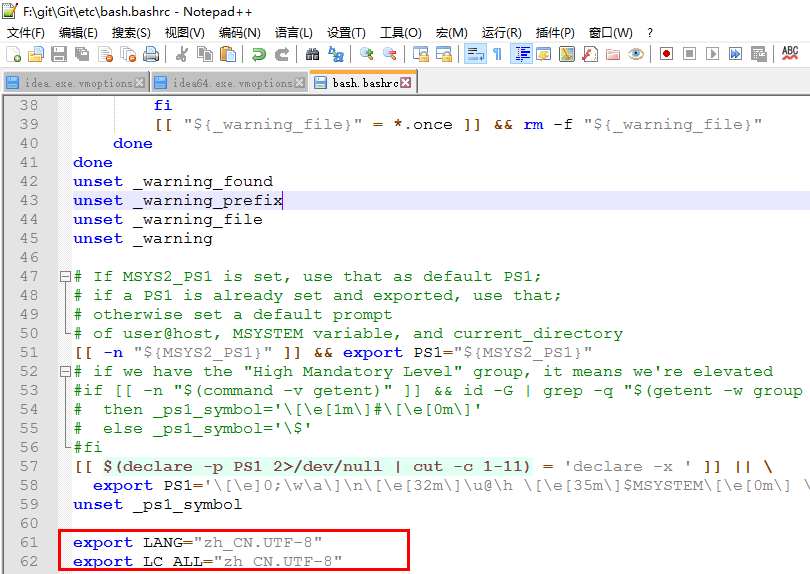 F:\git\Git\etc\bash.bashrc - Notepad++
文件(F) 编辑(E) 搜索(S) 视图(V) 编码(N) 语言(L) 设置(T) 工具(O) 宏(M) 运行(R) 插件(P) 窗口(W) ?
ABC
idea.exe.vmoptions idea64.exe.vmoptions bash.bashrc
38 fi
39 [[ "${_warning_file}" = *.once ]] && rm -f "${_warning_file}"
40 done
41 done
42 unset _warning_found
43 unset _warning_prefix
44 unset _warning_file
45 unset _warning
46
47 # If MSYS2_PS1 is set, use that as default PS1;
48 # if a PS1 is already set and exported, use that;
49 # otherwise set a default prompt
50 # of user@host, MSYSTEM variable, and current_directory
51 [[ -n "${MSYS2_PS1}" ]] && export PS1="${MSYS2_PS1}"
52 # if we have the "High Mandatory Level" group, it means we're elevated
53 #if [[ -n "$(command -v getent)" ]] && id -G | grep -q "$(getent -w group
54 #  then _ps1_symbol='\[\e[1m\]#\[\e[0m\]'
55 #  else _ps1_symbol='\$'
56 #fi
57 [[ $(declare -p PS1 2>/dev/null | cut -c 1-11) = 'declare -x ' ]] || \
58 export PS1='\[\e]0;\w\a\]\n\[\e[32m\]\u@\h \[\e[35m\]$MSYSTEM\[\e[0m\] \
59 unset _ps1_symbol
60
61 export LANG="zh_CN.UTF-8"
62 export LC_ALL="zh_CN.UTF-8"